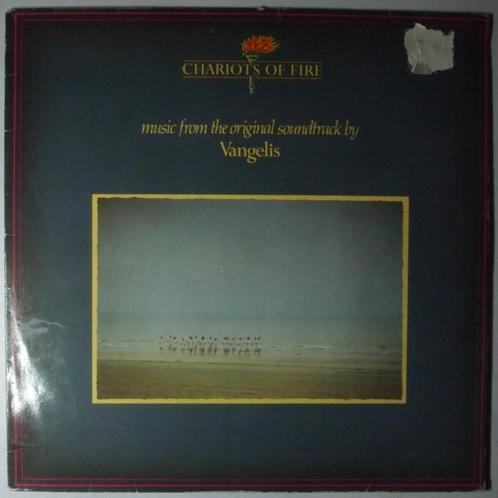 CHARIOTS OF FIRE
music from the original soundtrack by
Vangelis